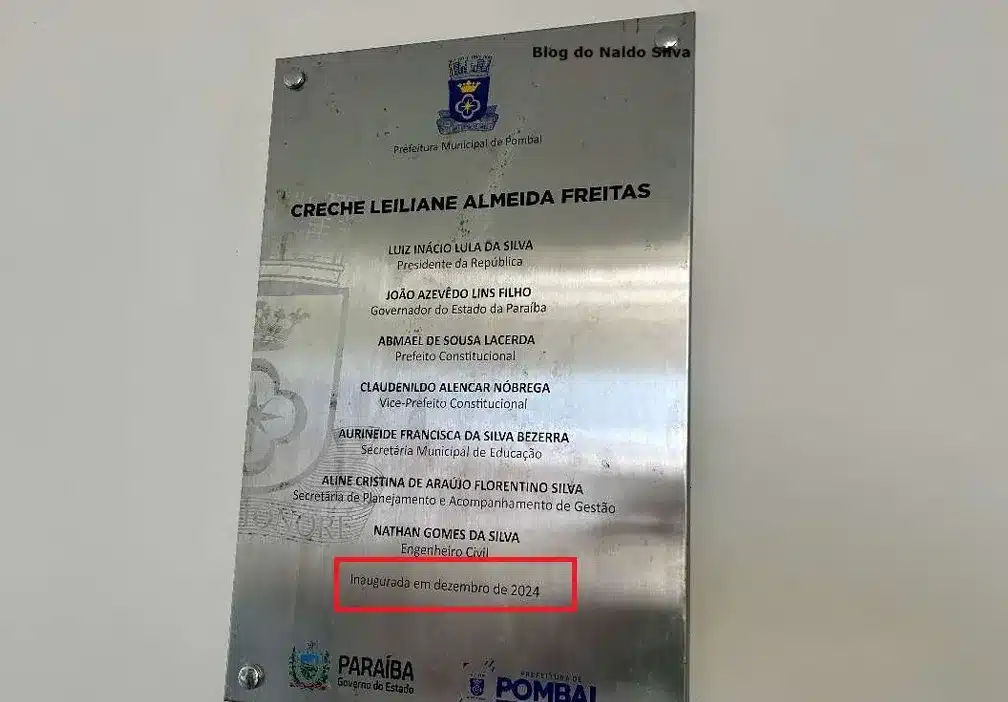 Blog do Naldo Silva
Prefeitura Municipal de Pombal
CRECHE LEILIANE ALMEIDA FREITAS
LUIZ INÁCIO LULA DA SILVA
Presidente da República
JOÃO AZEVÊDO LINS FILHO
Governador do Estado da Paraíba
ABMAEL DE SOUSA LACERDA
Prefeito Constitucional
CLAUDENILDO ALENCAR NÓBREGA
Vice-Prefeito Constitucional
AURINEIDE FRANCISCA DA SILVA BEZERRA
Secretária Municipal de Educação
ALINE CRISTINA DE ARAÚJO FLORENTINO SILVA
Secretária de Planejamento e Acompanhamento de Gestão
NATHAN GOMES DA SILVA
Engenheiro Civil
Inaugurada em dezembro de 2024
PARAÍBA
Governo do Estado
PREFEITURA DE
POMBAL